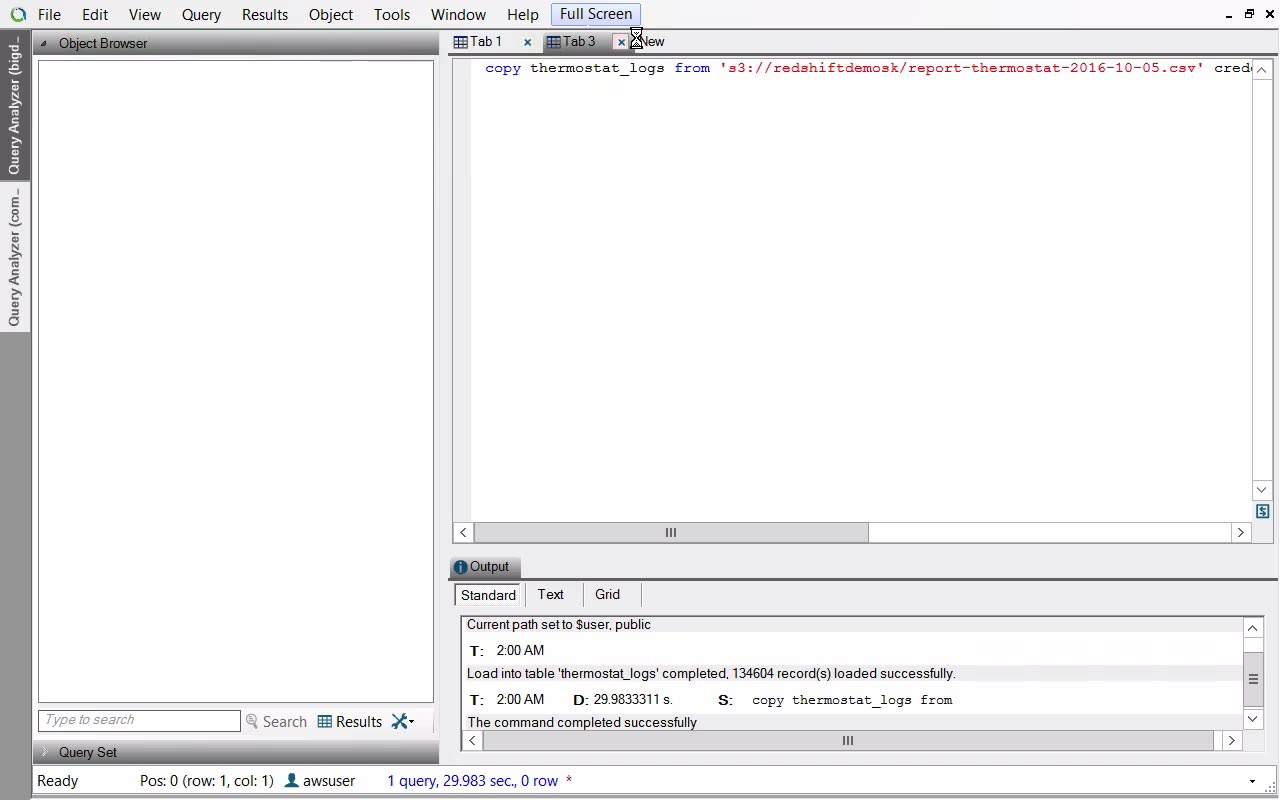 File Edit View Query Results Object Tools Window Help Full Screen
Object Browser
Tab 1 Tab 3 New
Query Analyzer (bigd...
Query Analyzer (com...
copy thermostat_logs from 's3://redshiftdemosk/report-thermostat-2016-10-05.csv' cred
Output
Standard Text Grid
Current path set to $user, public
T: 2:00 AM
Load into table 'thermostat_logs' completed, 134604 record(s) loaded successfully.
T: 2:00 AM D: 29.9833311 s. S: copy thermostat_logs from
The command completed successfully
Type to search Search Results
Query Set
Ready Pos: 0 (row: 1, col: 1) awsuser 1 query, 29.983 sec., 0 row *